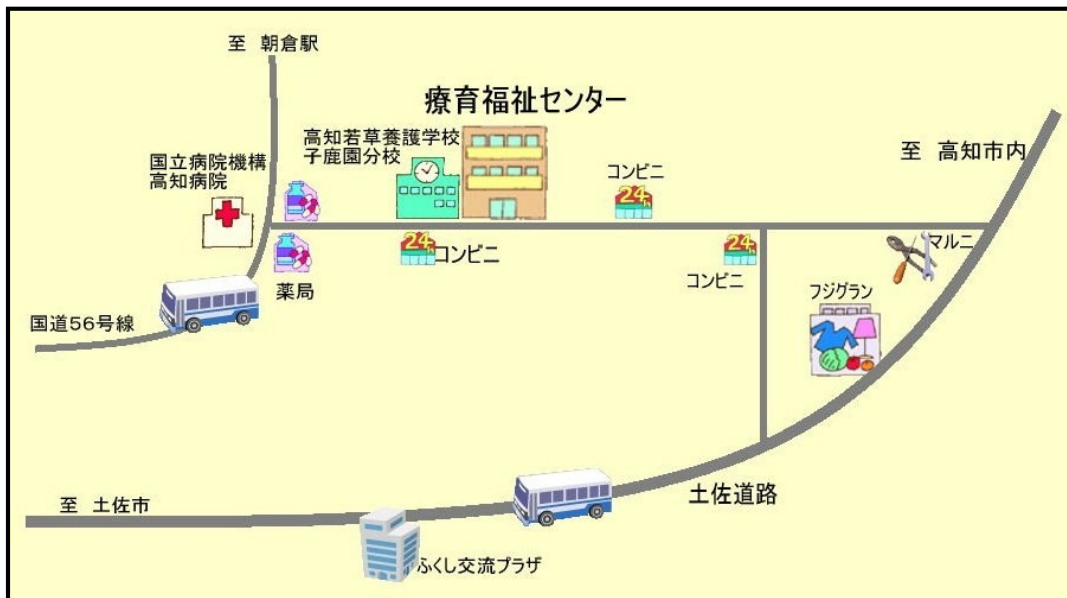 至 朝倉駅
療育福祉センター
高知若草養護学校
子鹿園分校
至 高知市内
国立病院機構
高知病院
コンビニ
24h
24
コンビニ
24
コンビニ
マルニ
薬局
フジグラン
国道56号線
至 土佐市
土佐道路
ふくし交流プラザ